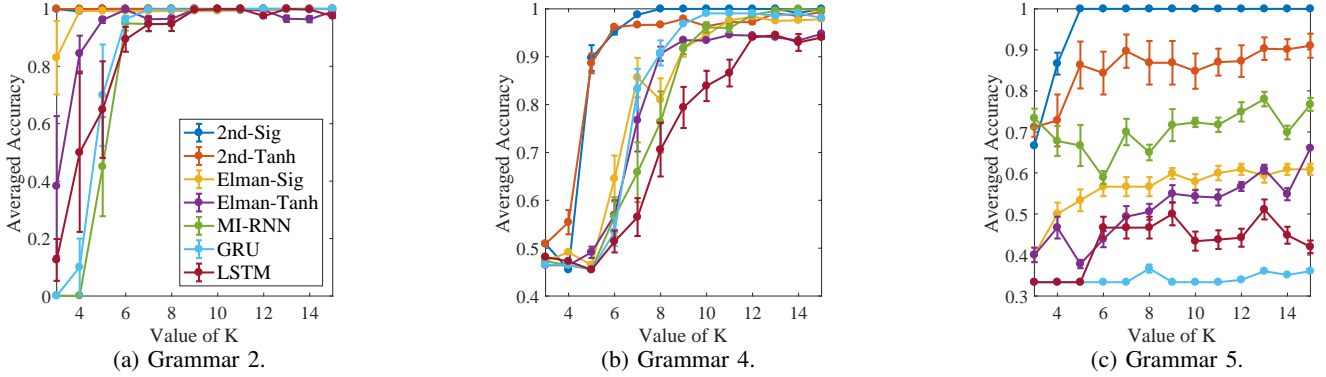 Averaged Accuracy
1
0.8
0.6
0.4
0.2
0
4 6 8 10 12 14
Value of K
2nd-Sig
2nd-Tanh
Elman-Sig
Elman-Tanh
MI-RNN
GRU
LSTM
(a) Grammar 2.
Averaged Accuracy
1
0.9
0.8
0.7
0.6
0.5
0.4
4 6 8 10 12 14
Value of K
(b) Grammar 4.
Averaged Accuracy
1
0.9
0.8
0.7
0.6
0.5
0.4
0.3
4 6 8 10 12 14
Value of K
(c) Grammar 5.